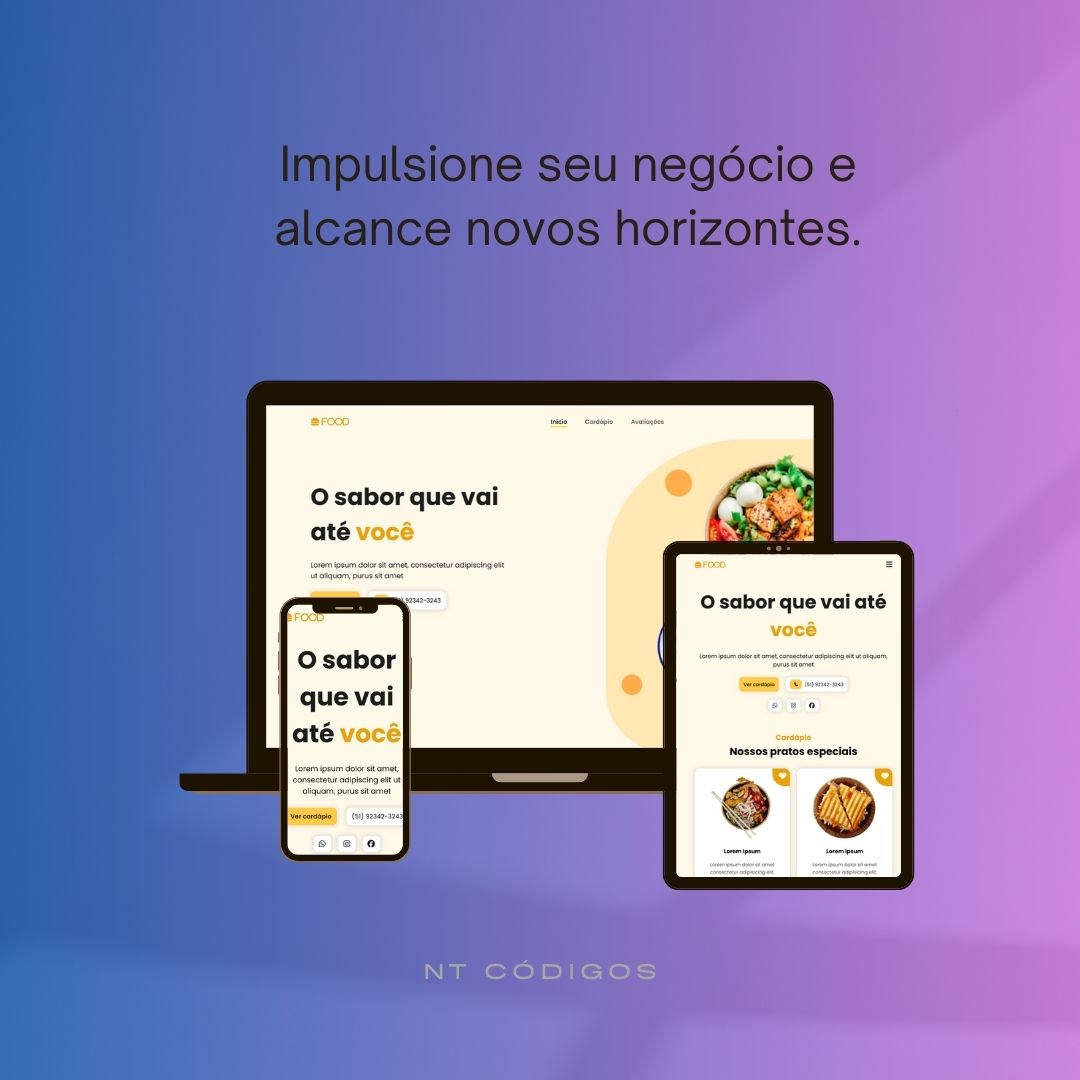 Impulsione seu negócio e
alcance novos horizontes.
FOOD
Início Cardápio Avaliações
O sabor que vai
até você
Lorem ipsum dolor sit amet, consectetur adipiscing elit
ut aliquam, purus sit amet
92342-3243
FOOD
O sabor
que vai
até você
Lorem ipsum dolor sit amet,
consectetur adipiscing elit ut
aliquam, purus sit amet
Ver cardápio (51) 92342-3243
FOOD
O sabor que vai até
você
Lorem ipsum dolor sit amet, consectetur adipiscing elit ut aliquam,
purus sit amet
Ver cardápio (51) 92342-3243
Cardápio
Nossos pratos especiais
Lorem Ipsum Lorem Ipsum
Lorem ipsum dolor sit amet Lorem ipsum dolor sit amet
consectetur adipiscing elit. consectetur adipiscing elit.
NT CÓDIGOS